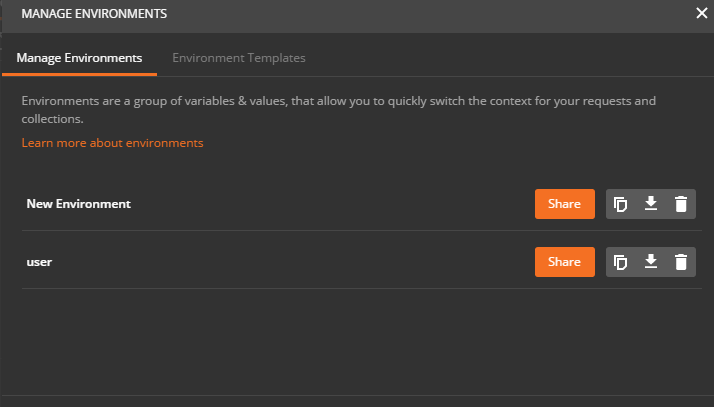 MANAGE ENVIRONMENTS
Manage Environments Environment Templates
Environments are a group of variables & values, that allow you to quickly switch the context for your requests and
collections.
Learn more about environments
New Environment Share
user Share